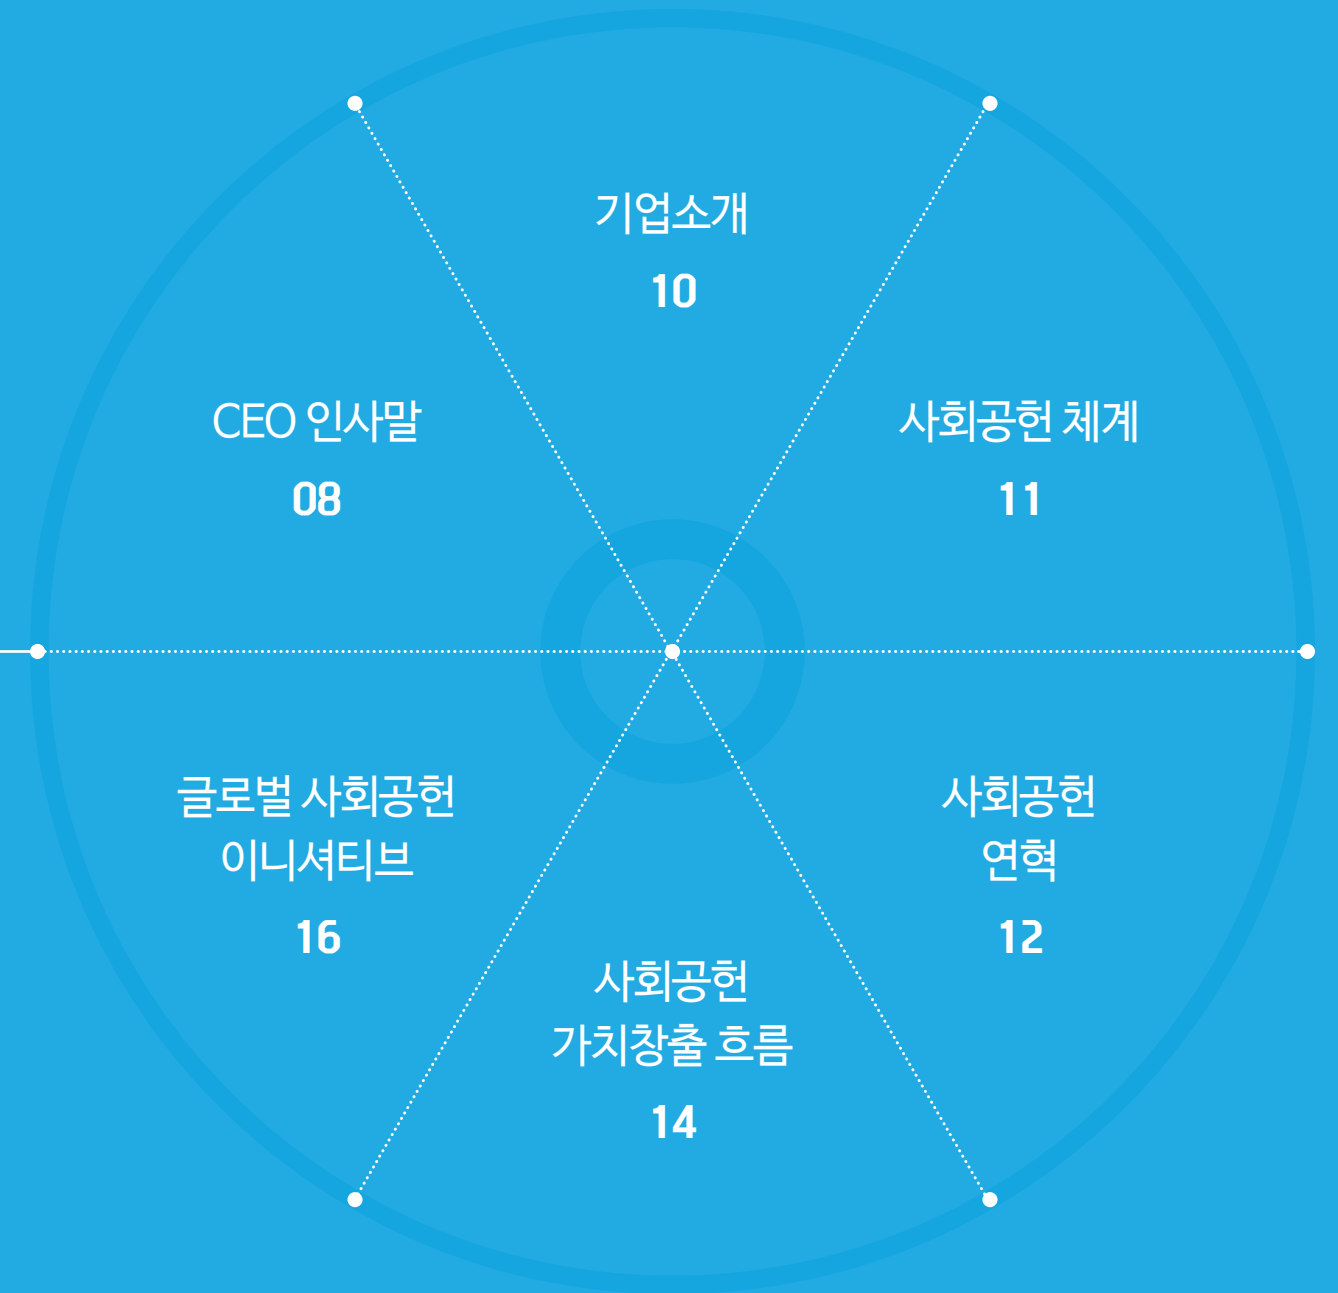 CEO 인사말
08
기업소개
10
사회공헌 체계
11
사회공헌
연혁
12
사회공헌
가치창출 흐름
14
글로벌 사회공헌
이니셔티브
16